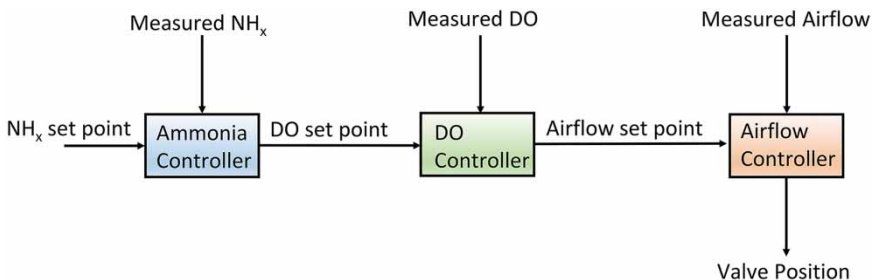 Measured NHₓ
Measured DO
Measured Airflow
NHₓ set point
Ammonia
Controller
DO set point
DO
Controller
Airflow set point
Airflow
Controller
Valve Position